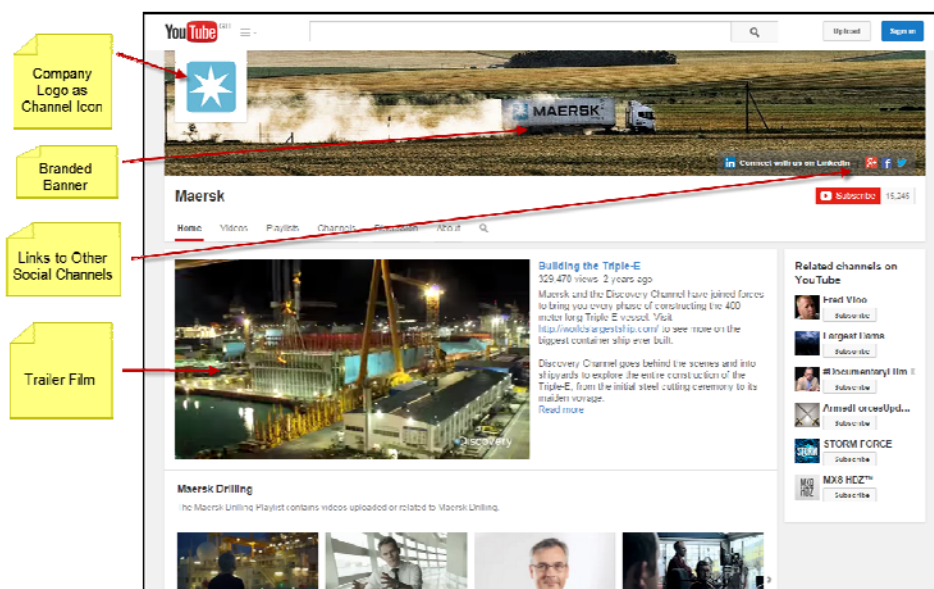 Company
Logo as
Channel Icon
Branded
Banner
Links to Other
Social Channels
Trailer Film
YouTube
Upload
Sign in
MAERSK
Connect with us on LinkedIn
Maersk
Subscribe 15,245
Home Videos Playlists Channels Discussion About
Building the Triple-E
329,470 views 2 years ago
Maersk and the Discovery Channel have joined forces
to bring you every phase of constructing the 400
meter long Triple-E vessel. Visit
http://worldslargestship.com/ to see more on the
biggest container ship ever built.
Discovery Channel goes behind the scenes and into
shipyards to explore the entire construction of the
Triple-E, from the initial steel cutting ceremony to its
maiden voyage.
Read more
Discovery
Related channels on
YouTube
Subscribe
Subscribe
Subscribe
ArmedForcesUpd...
Subscribe
STORM FORCE
Subscribe
STORM
MX8 HDZ™
Subscribe
MX8
HDZ
Maersk Drilling
The Maersk Drilling Playlist contains videos uploaded or related to Maersk Drilling.